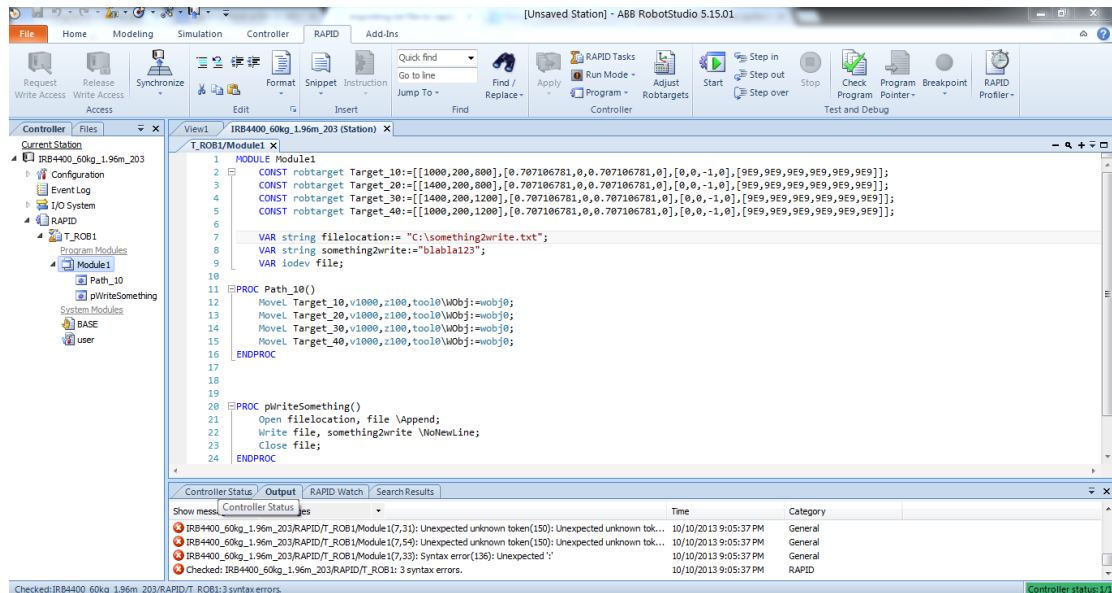 [Unsaved Station] - ABB RobotStudio 5.15.01
File Home Modeling Simulation Controller RAPID Add-Ins
Request Write Access
Release Write Access
Synchronize
Access
Format
Edit
Snippet
Instruction
Insert
Quick find
Go to line
Jump To
Find / Replace
Find
Apply
RAPID Tasks
Run Mode
Program
Adjust Robtargets
Controller
Start
Step in
Step out
Step over
Stop
Check Program
Program Pointer
Breakpoint
Test and Debug
RAPID Profiler
Controller Files
Current Station
IRB4400_60kg_1.96m_203
Configuration
Event Log
I/O System
RAPID
T_ROB1
Program Modules
Module1
Path_10
pWriteSomething
System Modules
BASE
user
View1 IRB4400_60kg_1.96m_203 (Station)
T_ROB1/Module1
1 MODULE Module1
2 CONST robtarget Target_10:=[[1000,200,800],[0.707106781,0,0.707106781,0],[0,0,-1,0],[9E9,9E9,9E9,9E9,9E9,9E9]];
3 CONST robtarget Target_20:=[[1400,200,800],[0.707106781,0,0.707106781,0],[0,0,-1,0],[9E9,9E9,9E9,9E9,9E9,9E9]];
4 CONST robtarget Target_30:=[[1400,200,1200],[0.707106781,0,0.707106781,0],[0,0,-1,0],[9E9,9E9,9E9,9E9,9E9,9E9]];
5 CONST robtarget Target_40:=[[1000,200,1200],[0.707106781,0,0.707106781,0],[0,0,-1,0],[9E9,9E9,9E9,9E9,9E9,9E9]];
6
7 VAR string filelocation:= "C:\something2write.txt";
8 VAR string something2write:="blabla123";
9 VAR iodev file;
10
11 PROC Path_10()
12 MoveL Target_10,v1000,z100,tool0\WObj:=wobj0;
13 MoveL Target_20,v1000,z100,tool0\WObj:=wobj0;
14 MoveL Target_30,v1000,z100,tool0\WObj:=wobj0;
15 MoveL Target_40,v1000,z100,tool0\WObj:=wobj0;
16 ENDPROC
17
18
19
20 PROC pWriteSomething()
21 Open filelocation, file \Append;
22 Write file, something2write \NoNewLine;
23 Close file;
24 ENDPROC
Controller Status Output RAPID Watch Search Results
Show Controller Status Time Category
IRB4400_60kg_1.96m_203/RAPID/T_ROB1/Module1(7,31): Unexpected unknown token(150): Unexpected unknown tok... 10/10/2013 9:05:37 PM General
IRB4400_60kg_1.96m_203/RAPID/T_ROB1/Module1(7,54): Unexpected unknown token(150): Unexpected unknown tok... 10/10/2013 9:05:37 PM General
IRB4400_60kg_1.96m_203/RAPID/T_ROB1/Module1(7,33): Syntax error(136): Unexpected ':' 10/10/2013 9:05:37 PM General
Checked: IRB4400_60kg_1.96m_203/RAPID/T_ROB1: 3 syntax errors. 10/10/2013 9:05:37 PM RAPID
Checked:IRB4400_60kg_1.96m_203/RAPID/T_ROB1:3 syntax errors. Controller status:1/1